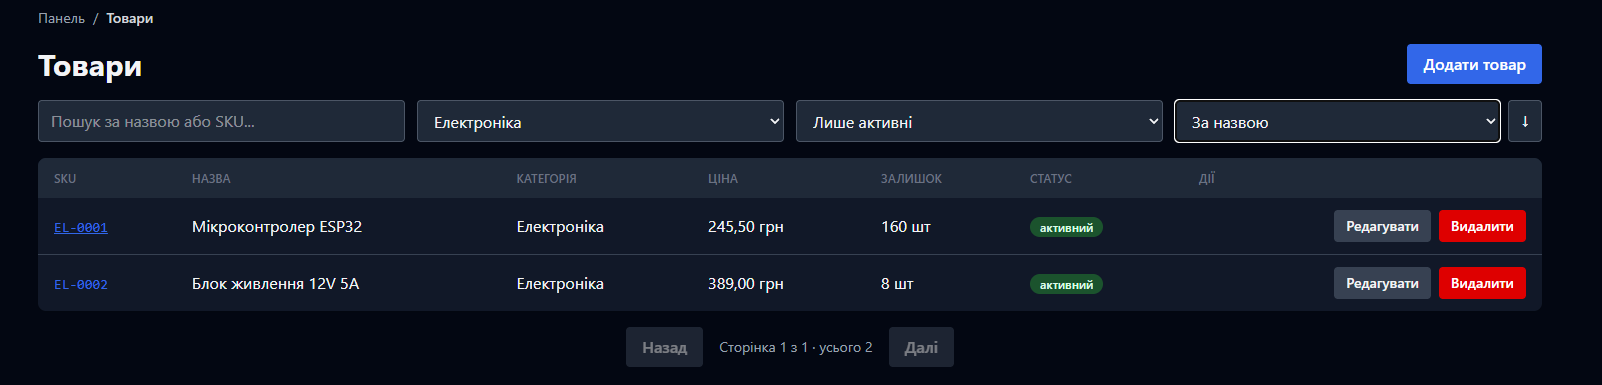 Панель / Товари
Товари
Додати товар
Пошук за назвою або SKU...
Електроніка
Лише активні
За назвою
↓
SKU НАЗВА КАТЕГОРІЯ ЦІНА ЗАЛИШОК СТАТУС ДІЇ
EL-0001 Мікроконтролер ESP32 Електроніка 245,50 грн 160 шт активний Редагувати Видалити
EL-0002 Блок живлення 12V 5A Електроніка 389,00 грн 8 шт активний Редагувати Видалити
Назад Сторінка 1 з 1 · усього 2 Далі